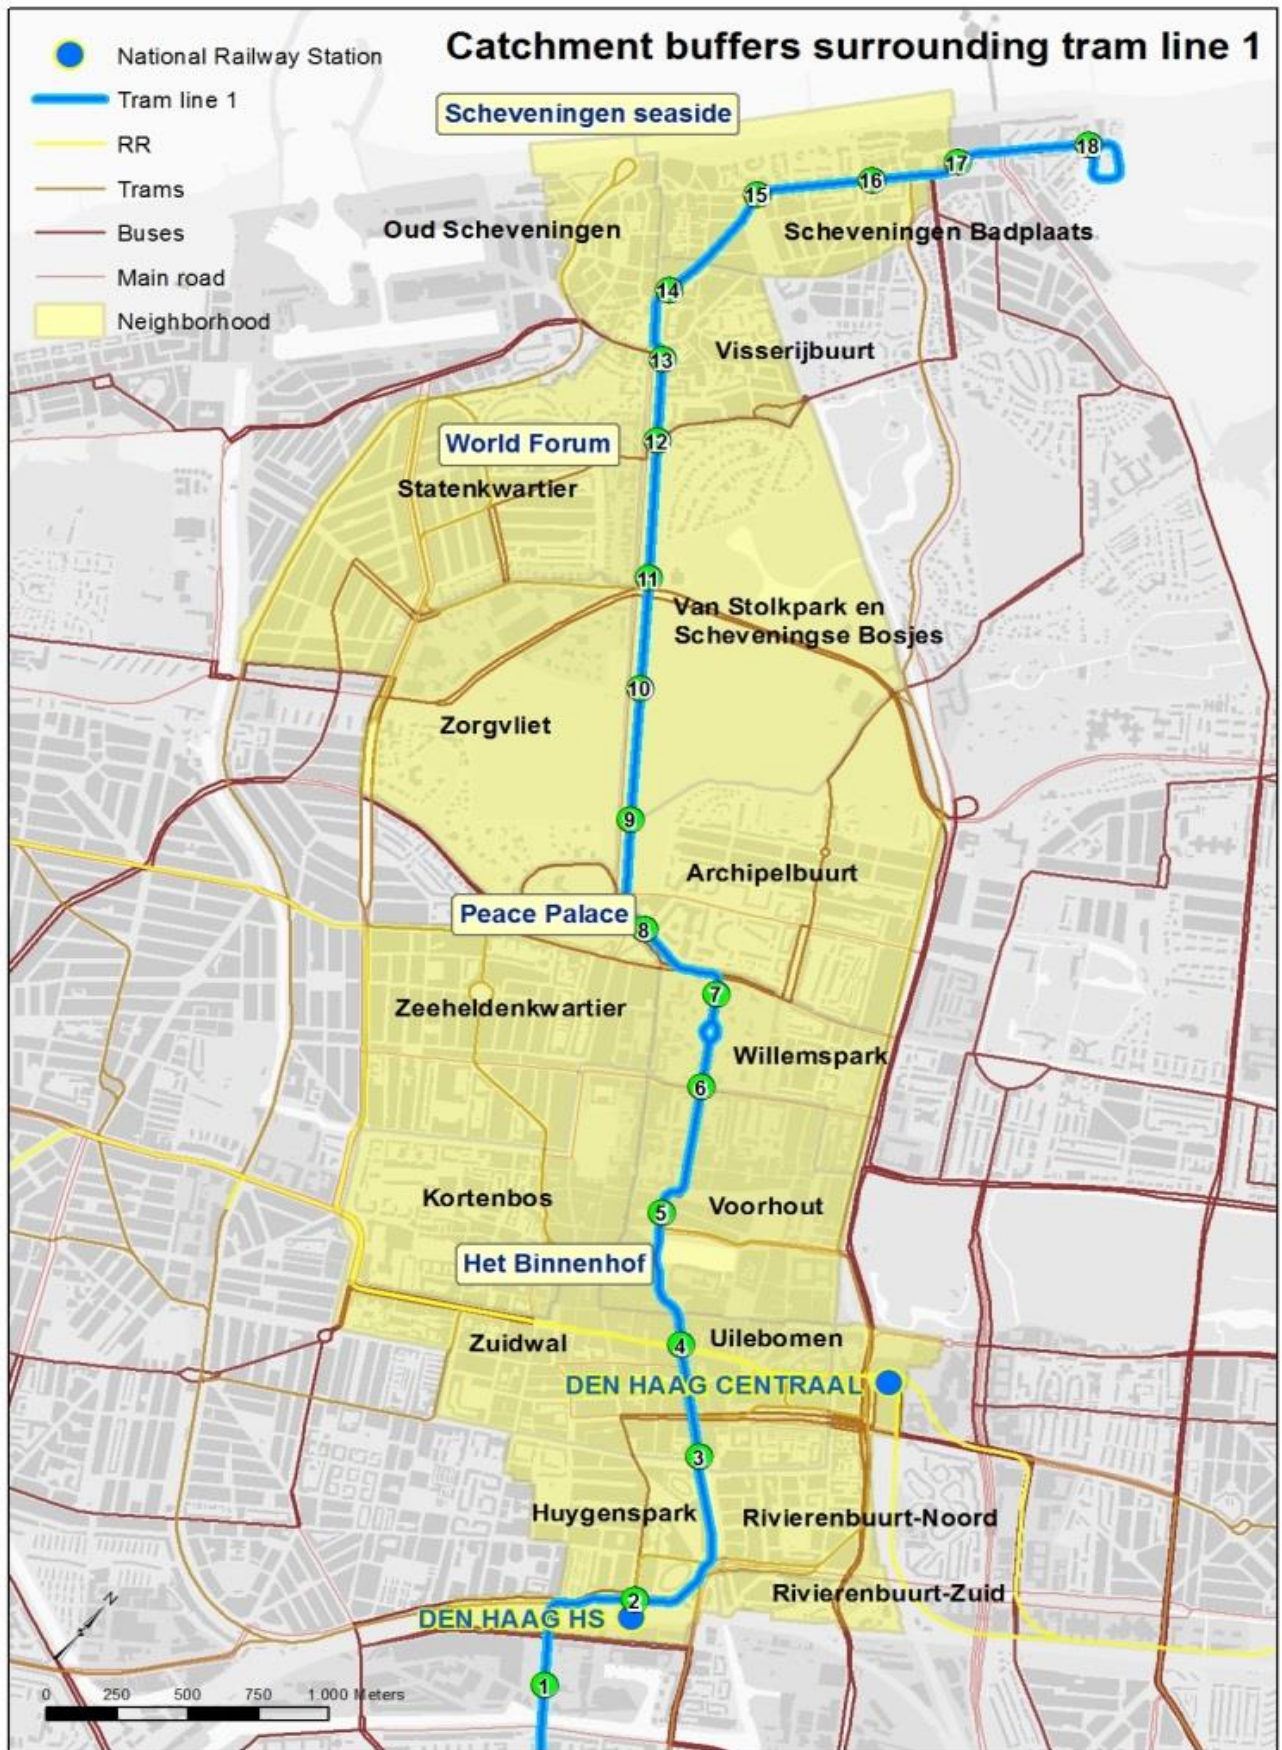 Catchment buffers surrounding tram line 1
National Railway Station
Tram line 1
RR
Trams
Buses
Main road
Neighborhood
Scheveningen seaside
18
17
16
15
Oud Scheveningen
Scheveningen Badplaats
14
13
Visserijbuurt
12
World Forum
Statenkwartier
11
Van Stolkpark en
Scheveningse Bosjes
10
Zorgvliet
9
Archipelbuurt
Peace Palace
8
7
Zeeheldenkwartier
Willemspark
6
Kortenbos
Voorhout
5
Het Binnenhof
Zuidwal
4
Uilebomen
DEN HAAG CENTRAAL
3
Huygenspark
Rivierenbuurt-Noord
Rivierenbuurt-Zuid
2
DEN HAAG HS
1
N
0 250 500 750 1.000 Meters